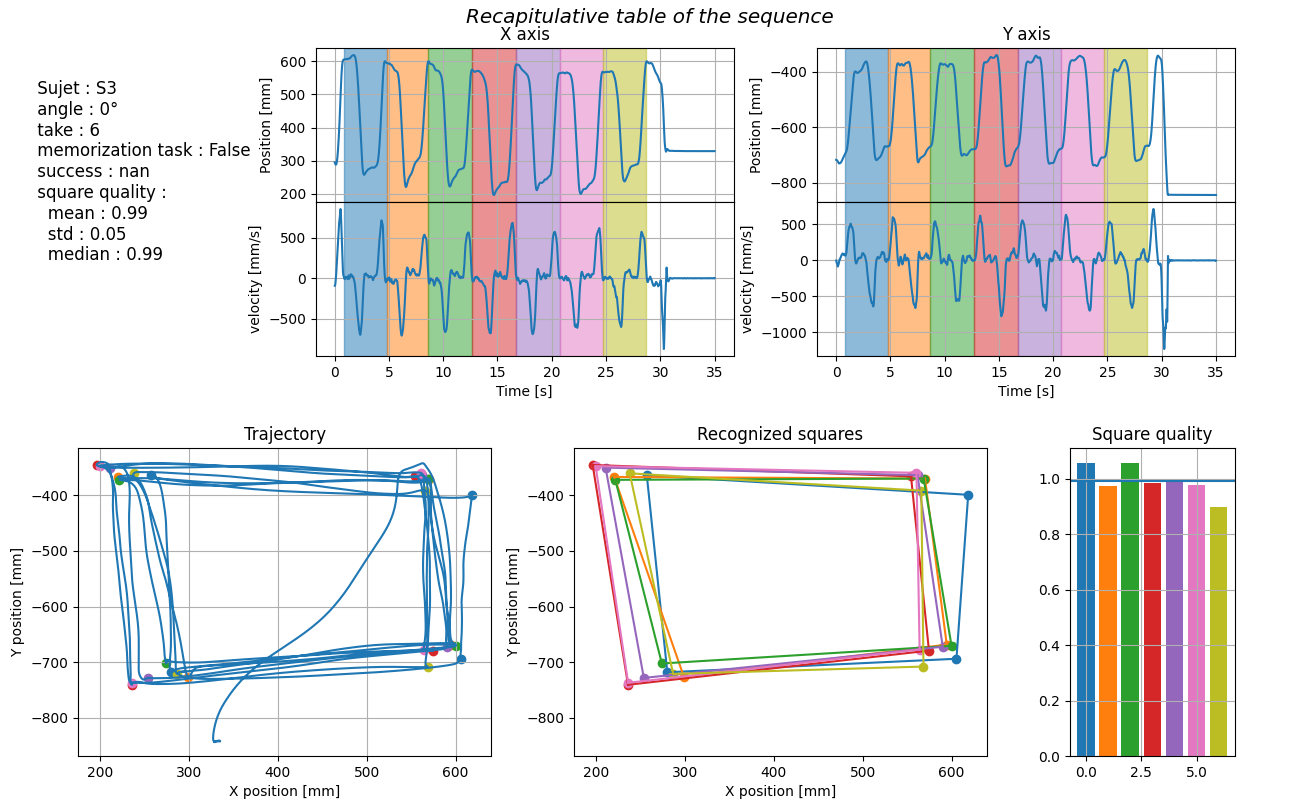 Recapitulative table of the sequence
X axis
Y axis
Sujet : S3
angle : 0°
take : 6
memorization task : False
success : nan
square quality :
mean : 0.99
std : 0.05
median : 0.99
Position [mm]
600
500
400
300
200
velocity [mm/s]
500
0
−500
0 5 10 15 20 25 30 35
Time [s]
Position [mm]
−400
−600
−800
velocity [mm/s]
500
0
−500
−1000
0 5 10 15 20 25 30 35
Time [s]
Trajectory
Y position [mm]
−400
−500
−600
−700
−800
200 300 400 500 600
X position [mm]
Recognized squares
Y position [mm]
−400
−500
−600
−700
−800
200 300 400 500 600
X position [mm]
Square quality
1.0
0.8
0.6
0.4
0.2
0.0
0.0 2.5 5.0